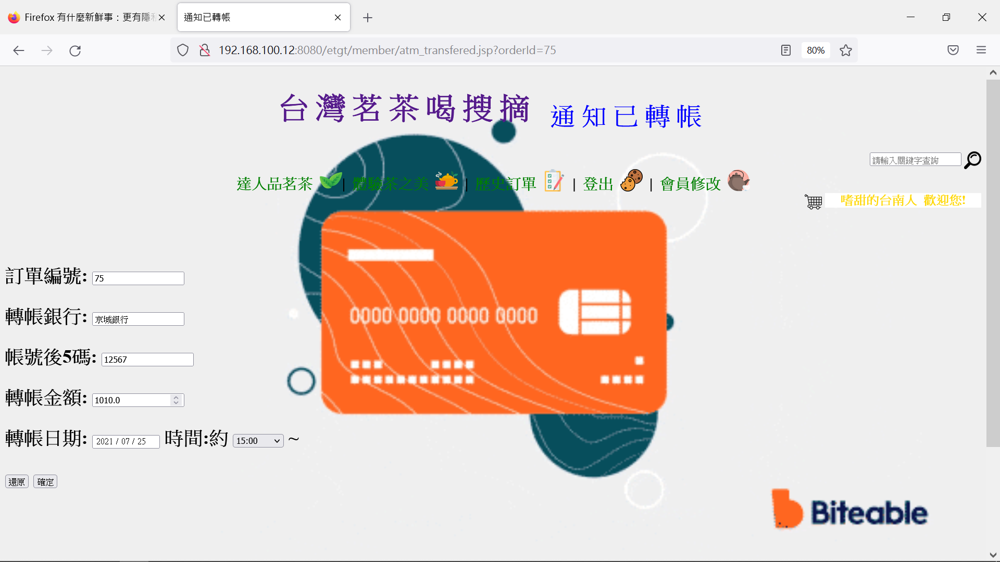 Firefox 有什麼新鮮事：更有隱
通知已轉帳
192.168.100.12:8080/etgt/member/atm_transfered.jsp?orderId=75
80%
台灣茗茶喝搜摘 通知已轉帳
請輸入關鍵字查詢
達人品茗茶 | 體驗茶之美 | 歷史訂單 | 登出 | 會員修改
嗜甜的台南人 歡迎您!
訂單編號: 75
轉帳銀行: 京城銀行
帳號後5碼: 12567
轉帳金額: 1010.0
轉帳日期: 2021 / 07 / 25 時間:約 15:00 ~
還原 確定
0000 0000 0000 0000
Biteable